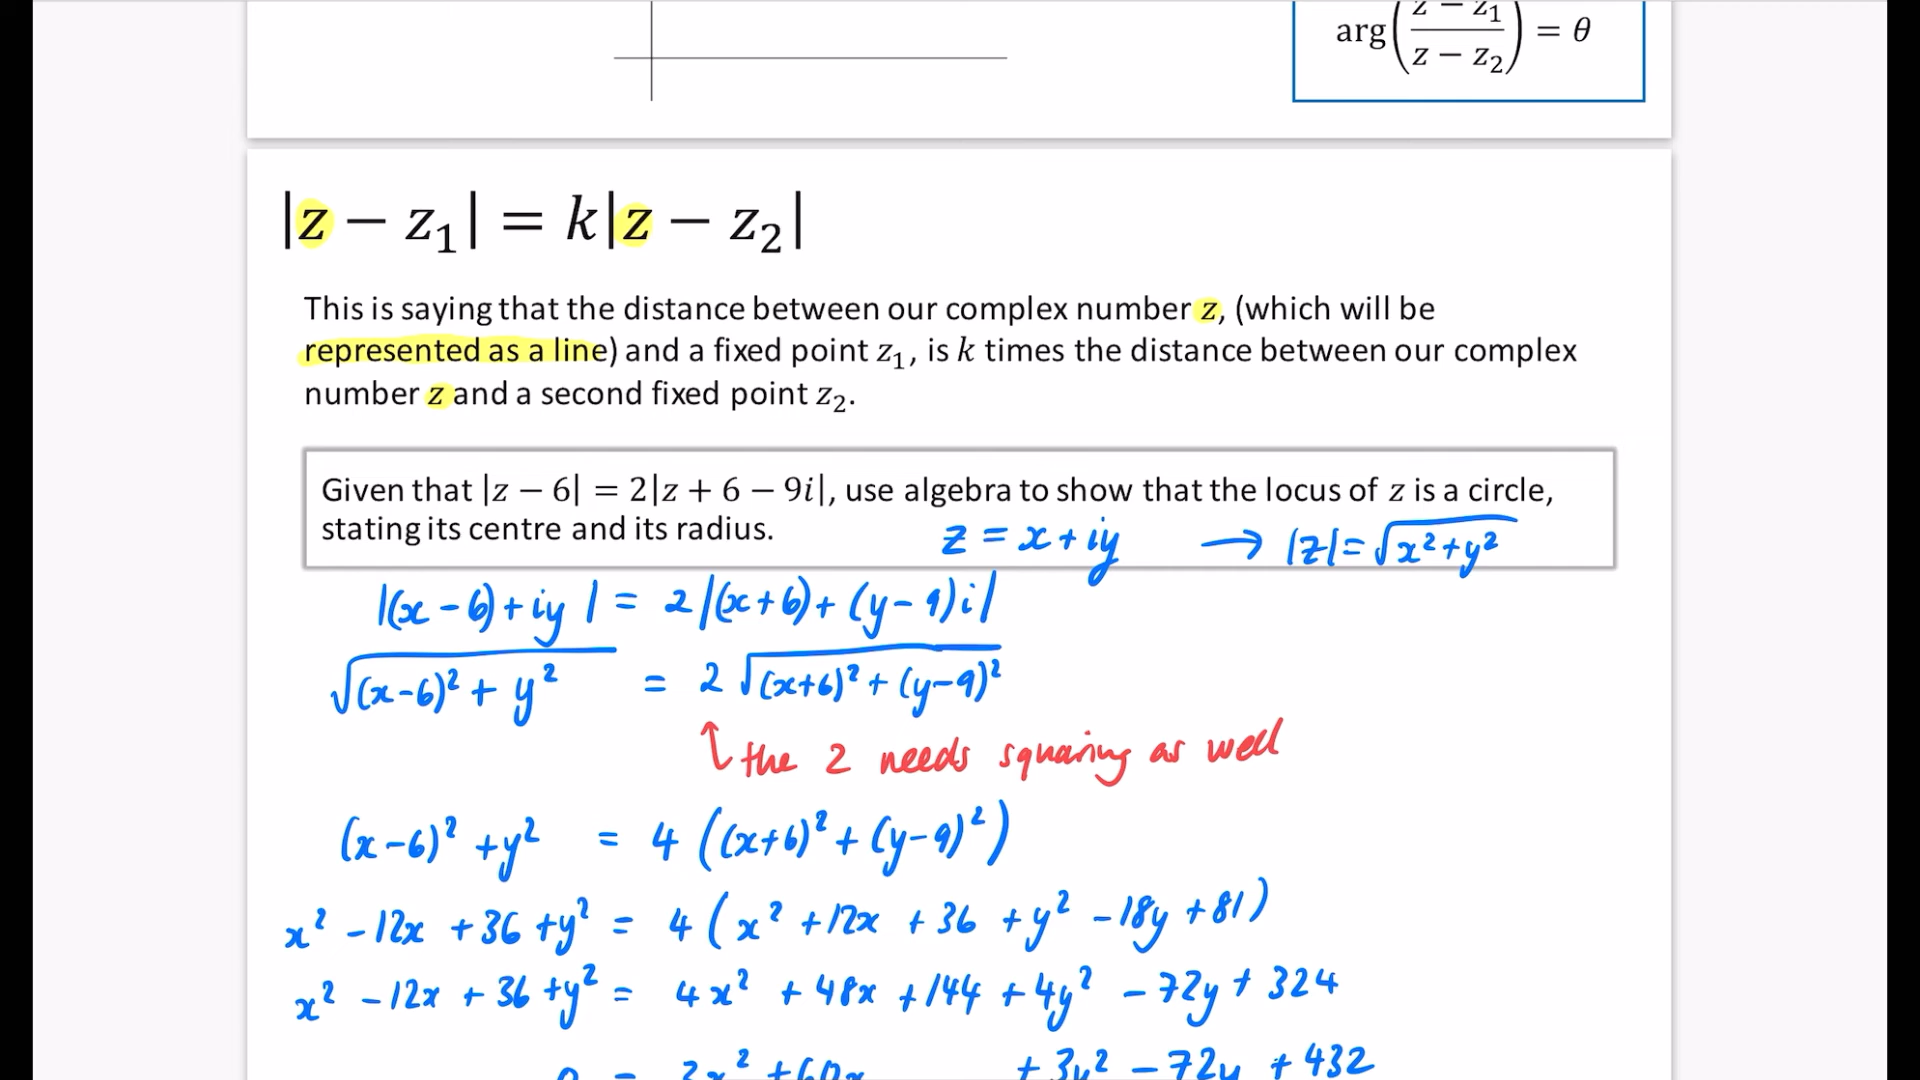 arg(z − z₁ / z − z₂) = θ
|z − z₁| = k|z − z₂|
This is saying that the distance between our complex number z, (which will be
represented as a line) and a fixed point z₁, is k times the distance between our complex
number z and a second fixed point z₂.
Given that |z − 6| = 2|z + 6 − 9i|, use algebra to show that the locus of z is a circle,
stating its centre and its radius.
z = x + iy → |z| = √(x² + y²)
|(x − 6) + iy| = 2|(x + 6) + (y − 9)i|
√((x−6)² + y²) = 2√((x+6)² + (y−9)²)
↑ the 2 needs squaring as well
(x−6)² + y² = 4((x+6)² + (y−9)²)
x² − 12x + 36 + y² = 4(x² + 12x + 36 + y² − 18y + 81)
x² − 12x + 36 + y² = 4x² + 48x + 144 + 4y² − 72y + 324
0 = 3x² + 60x + 3y² − 72y + 432